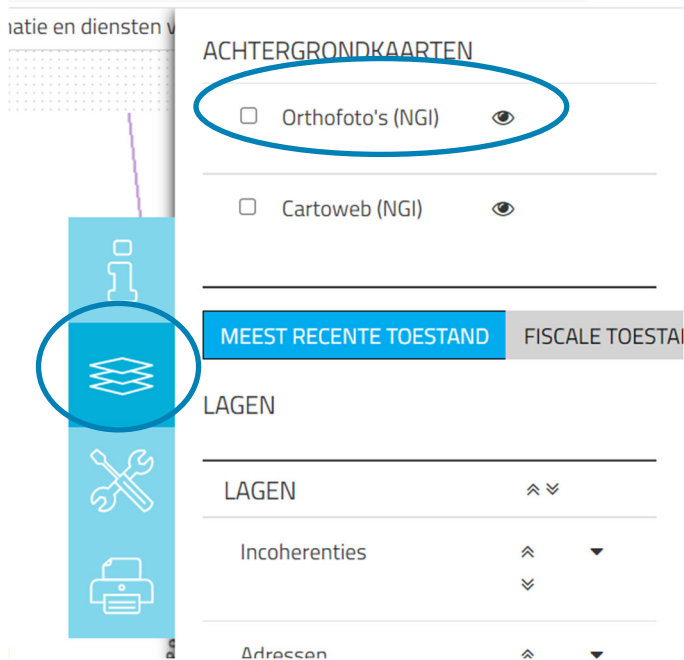 natie en diensten v
ACHTERGRONDKAARTEN
Orthofoto's (NGI)
Cartoweb (NGI)
MEEST RECENTE TOESTAND
FISCALE TOESTA
LAGEN
LAGEN
Incoherenties
Adressen